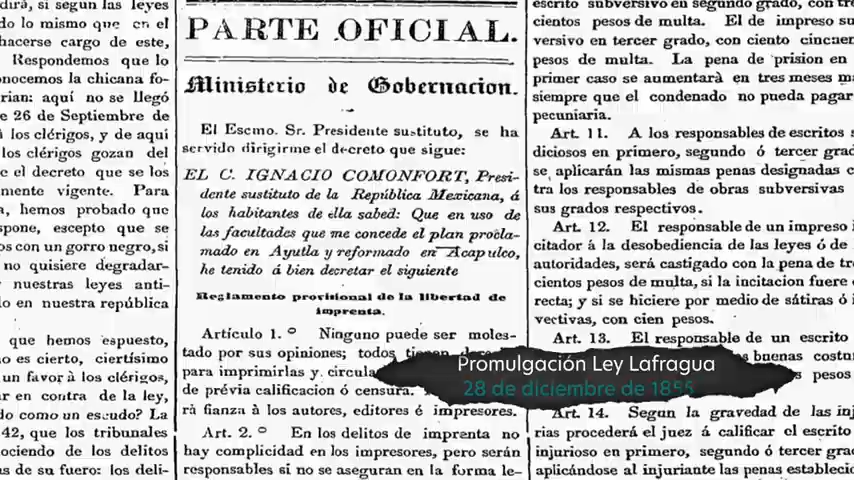 dirá, si segun las leyes
do lo mismo que en el
hacerse cargo de este,
Respondemos que lo
onocemos la chicana fo-
rian: aquí no se llegó
e 26 de Septiembre de
á los clérigos, y de aquí
los clérigos gozan del
e el decreto que se los
mente vigente. Para
a, hemos probado que
spone, escepto que se
os con un gorro negro, si
no quisiere degradar-
nuestras leyes anti-
lo en nuestra república
que hemos espuesto,
o es cierto, ciertísimo
un favor á los clérigos,
ar en contra de la ley,
do como un escudo? La
42, que los tribunales
ociendo de los delitos
as de su fuero: los deli-
PARTE OFICIAL.
Ministerio de Gobernacion.
El Escmo. Sr. Presidente sustituto, se ha
servido dirigirme el decreto que sigue:
EL C. IGNACIO COMONFORT, Presi-
dente sustituto de la República Mexicana, á
los habitantes de ella sabed: Que en uso de
las facultades que me concede el plan procla-
mado en Ayutla y reformado en Acapulco,
he tenido á bien decretar el siguiente
Reglamento provisional de la libertad de
imprenta.
Artículo 1.º Ninguno puede ser moles-
tado por sus opiniones; todos tienen
para imprimirlas y circula
de prévia calificacion ó censura.
rá fianza á los autores, editores é impresores.
Art. 2.º En los delitos de imprenta no
hay complicidad en los impresores, pero serán
responsables si no se aseguran en la forma le-
escrito subversivo en segundo grado, con tre
cientos pesos de multa. El de impreso su
versivo en tercer grado, con ciento cincuen
pesos de multa. La pena de prision en
primer caso se aumentará en tres meses m
siempre que el condenado no pueda pagar
pecuniaria.
Art. 11. A los responsables de escritos s
diciosos en primero, segundo ó tercer grad
se, aplicarán las mismas penas designadas c
tra los responsables de obras subversivas
sus grados respectivos.
Art. 12. El responsable de un impreso i
citador á la desobediencia de las leyes ó de
autoridades, será castigado con la pena de tre
cientos pesos de multa, si la incitacion fuere d
recta; y si se hiciere por medio de sátiras ó i
vectivas, con cien pesos.
Art. 13. El responsable de un escrito
buenas costu
pesos
Art. 14. Segun la gravedad de las inj
rias procederá el juez á calificar el escrito
injurioso en primero, segundo ó tercer grad
aplicándose al injuriante las penas establecid
Promulgación Ley Lafragua
28 de diciembre de 1855